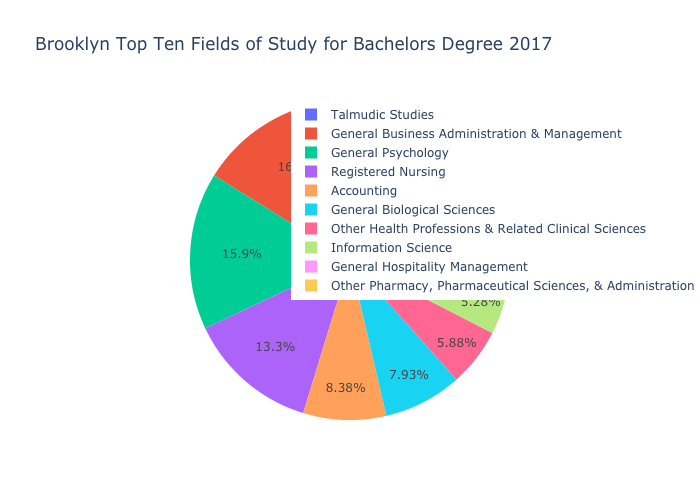 Brooklyn Top Ten Fields of Study for Bachelors Degree 2017
Talmudic Studies
General Business Administration & Management
General Psychology
Registered Nursing
Accounting
General Biological Sciences
Other Health Professions & Related Clinical Sciences
Information Science
General Hospitality Management
Other Pharmacy, Pharmaceutical Sciences, & Administration
16
15.9%
5.28%
13.3%
5.88%
7.93%
8.38%